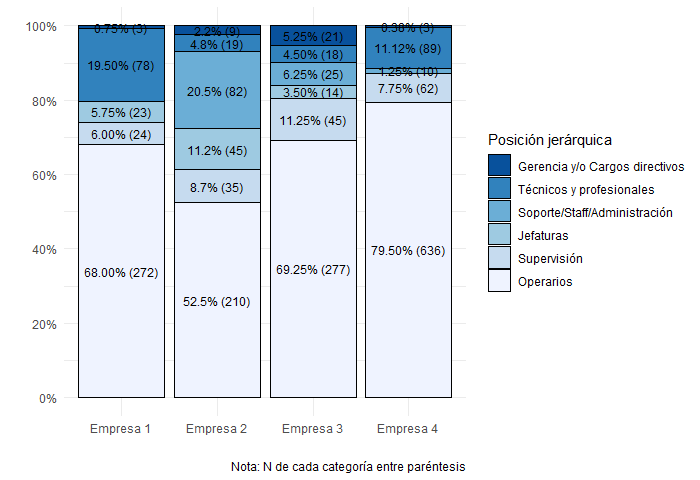 100%
80%
60%
40%
20%
0%
0.75% (3)
19.50% (78)
5.75% (23)
6.00% (24)
68.00% (272)
2.2% (9)
4.8% (19)
20.5% (82)
11.2% (45)
8.7% (35)
52.5% (210)
5.25% (21)
4.50% (18)
6.25% (25)
3.50% (14)
11.25% (45)
69.25% (277)
0.38% (3)
11.12% (89)
1.25% (10)
7.75% (62)
79.50% (636)
Empresa 1
Empresa 2
Empresa 3
Empresa 4
Posición jerárquica
Gerencia y/o Cargos directivos
Técnicos y profesionales
Soporte/Staff/Administración
Jefaturas
Supervisión
Operarios
Nota: N de cada categoría entre paréntesis